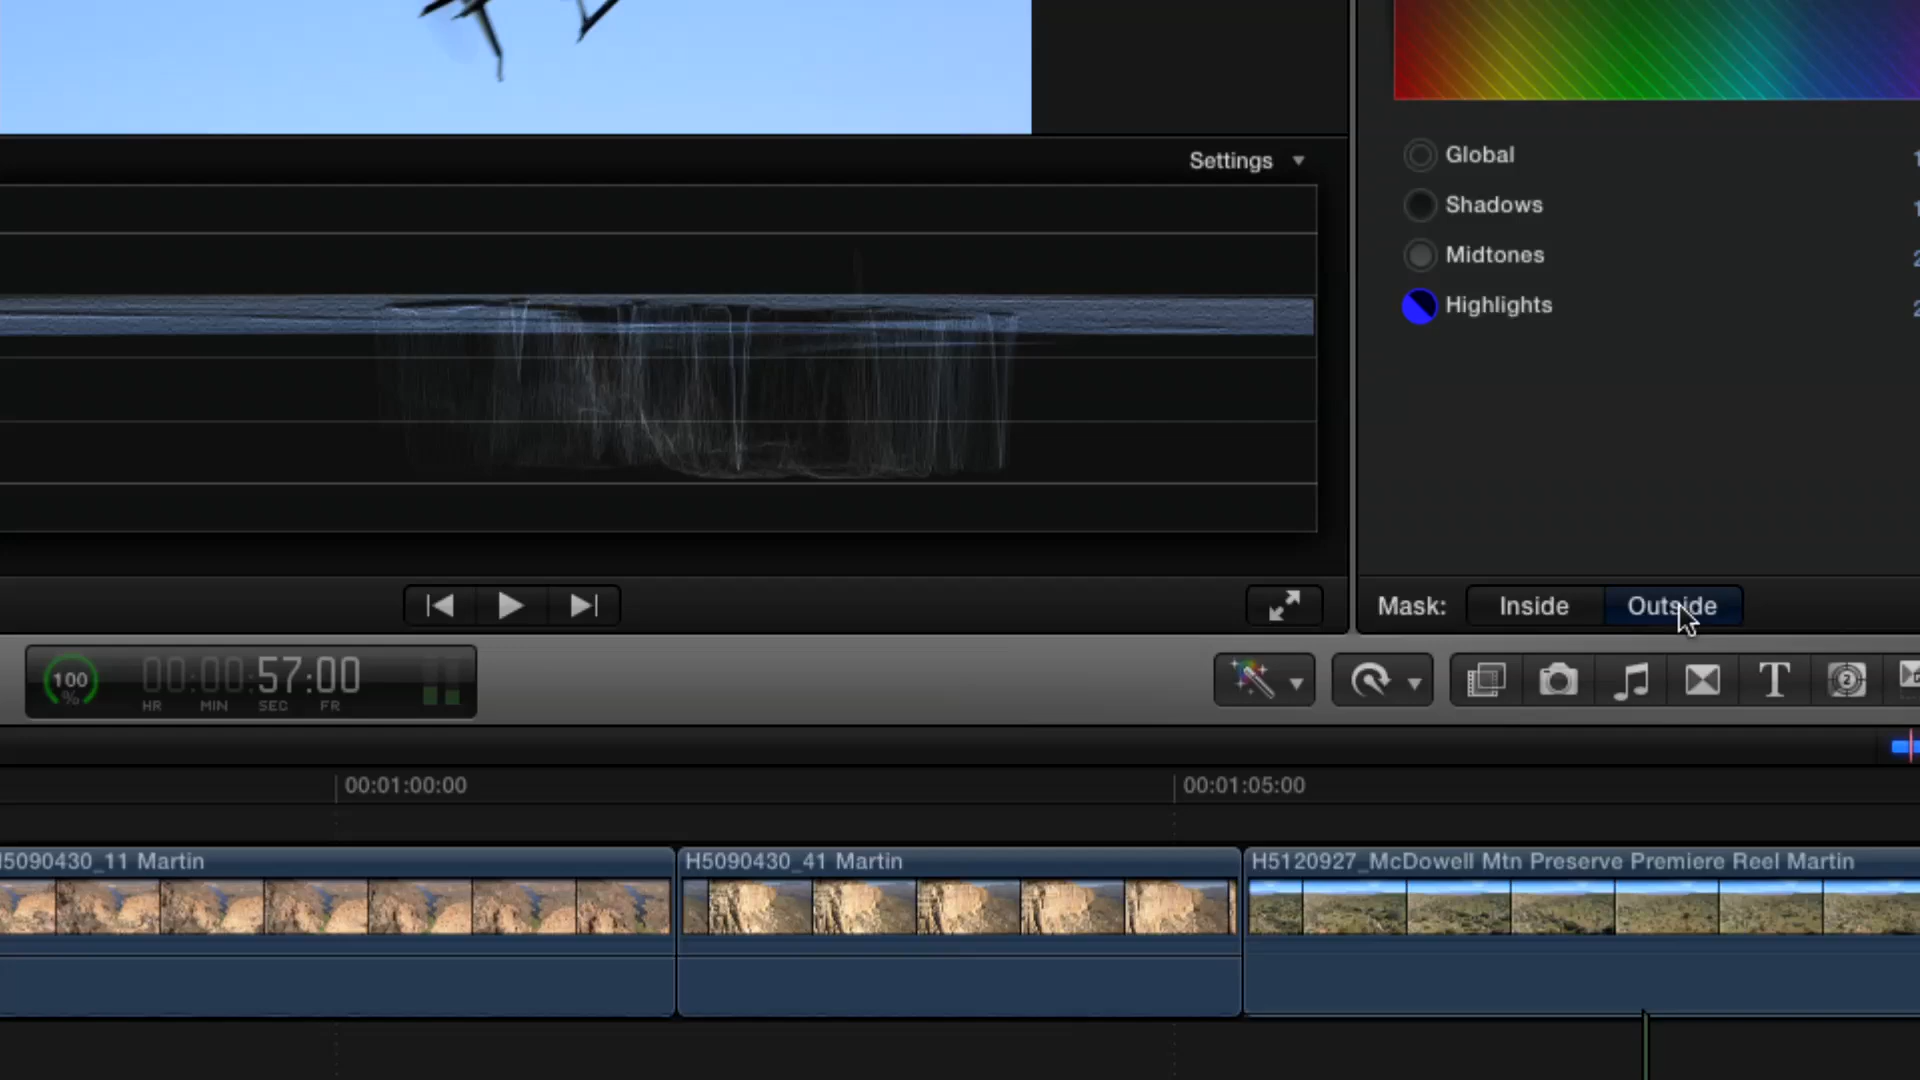 Settings
Global
Shadows
Midtones
Highlights
Mask:
Inside
Outside
100
%
00:00:57:00
HR MIN SEC FR
T
2
00:01:00:00
00:01:05:00
H5090430_11 Martin
H5090430_41 Martin
H5120927_McDowell Mtn Preserve Premiere Reel Martin